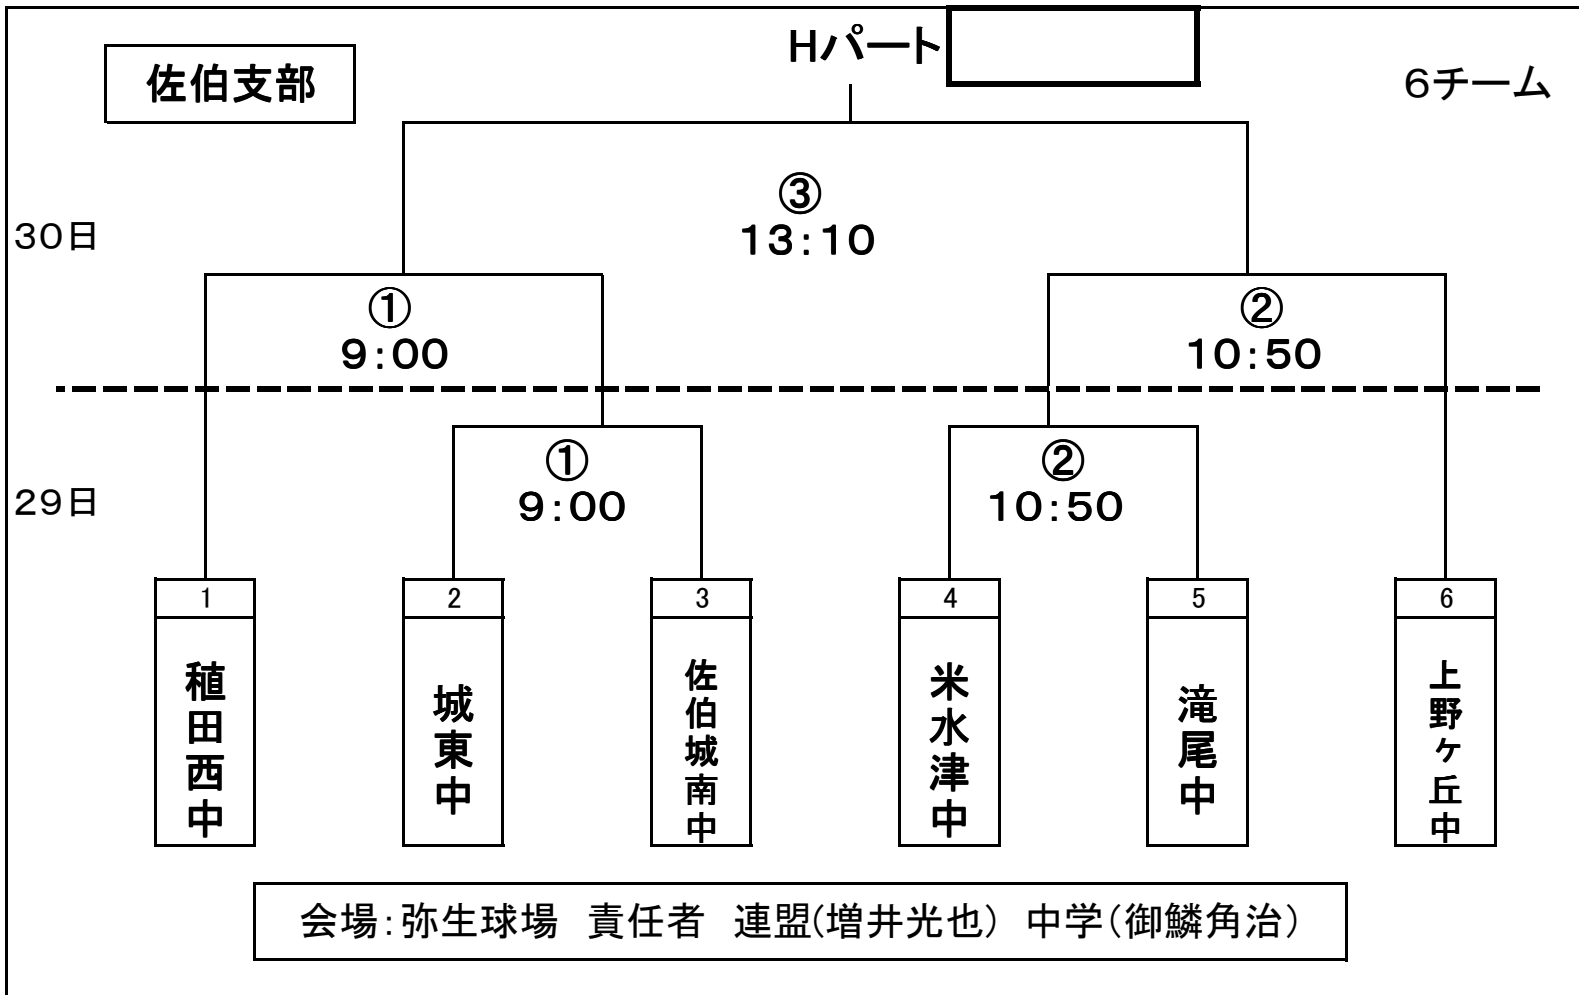 Hパート
佐伯支部
6チーム
③
13:10
30日
①
9:00
②
10:50
①
9:00
②
10:50
29日
1
2
3
4
5
6
稙田西中
城東中
佐伯城南中
米水津中
滝尾中
上野ヶ丘中
会場:弥生球場 責任者 連盟(増井光也) 中学(御鱗角治)